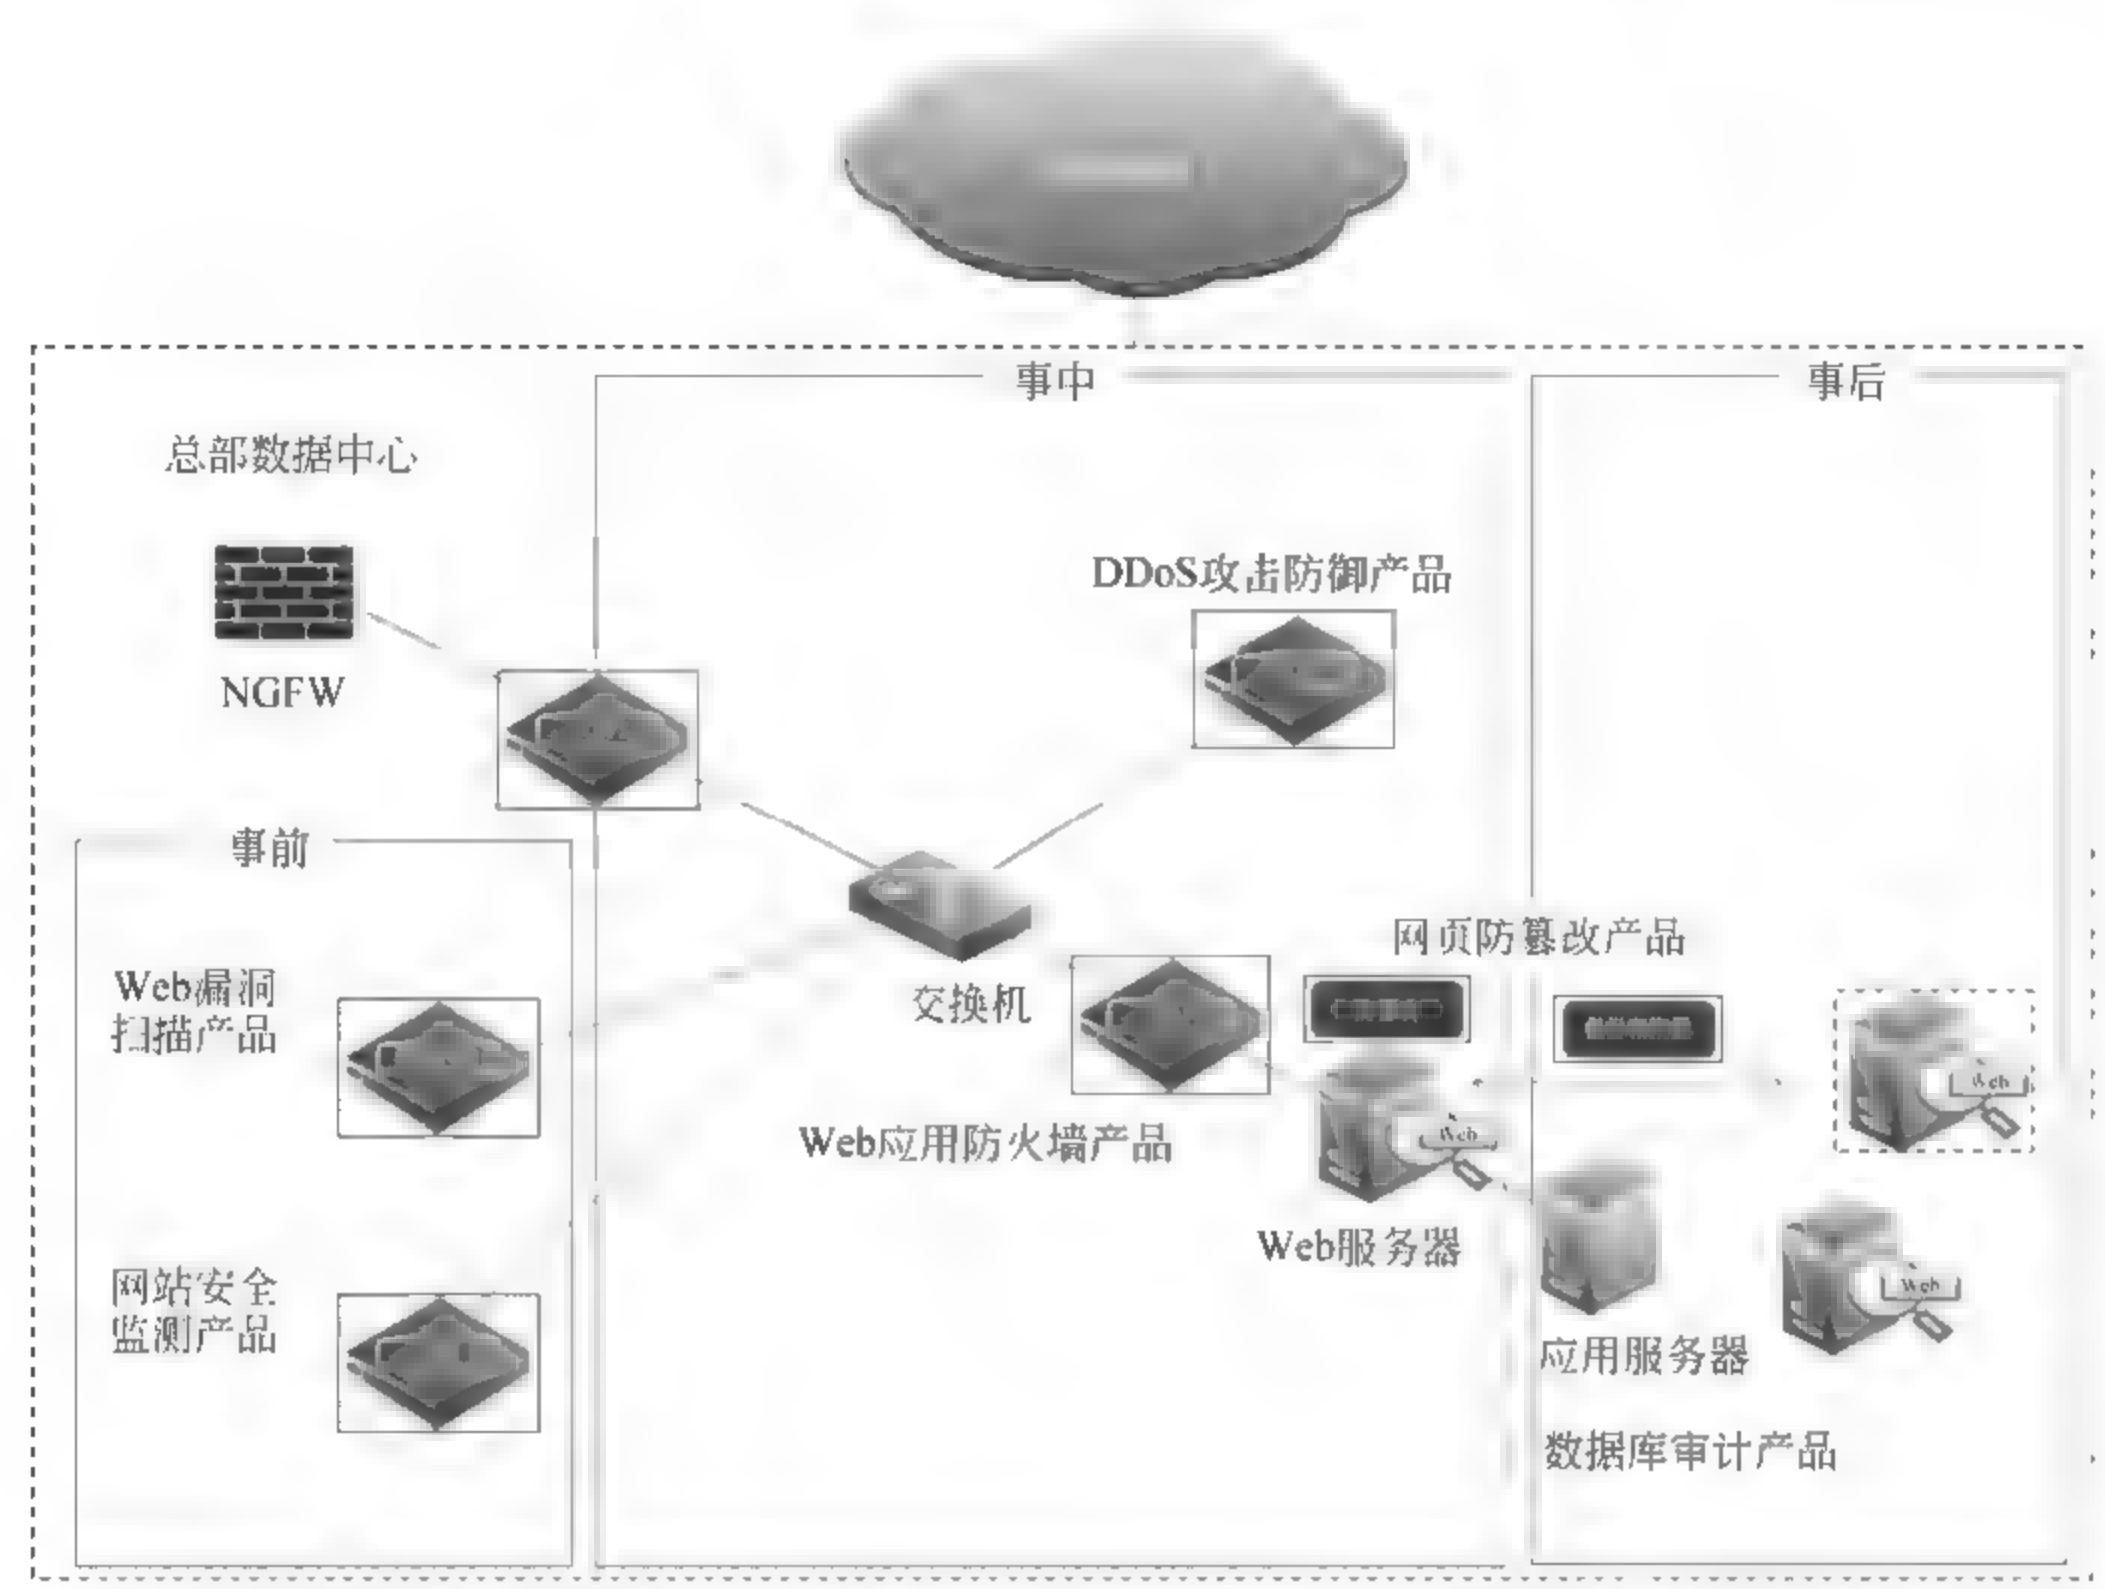 事中
事后
总部数据中心
DDoS攻击防御产品
NGFW
事前
网页防篡改产品
Web漏洞
扫描产品
交换机
Web
Web应用防火墙产品
Web
Web服务器
网站安全
监测产品
Web
应用服务器
数据库审计产品